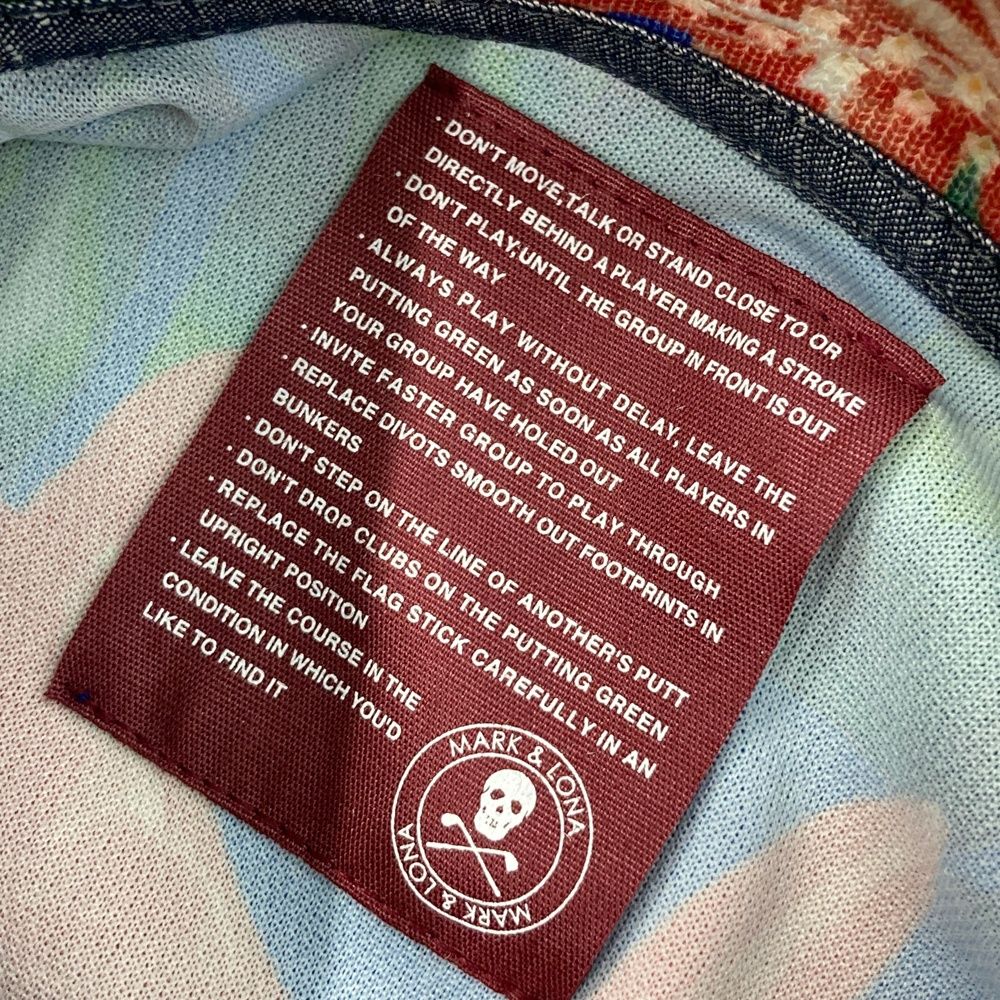 · DON'T MOVE,TALK OR STAND CLOSE TO OR
DIRECTLY BEHIND A PLAYER MAKING A STROKE
· DON'T PLAY,UNTIL THE GROUP IN FRONT IS OUT
OF THE WAY
· ALWAYS PLAY WITHOUT DELAY, LEAVE THE
PUTTING GREEN AS SOON AS ALL PLAYERS IN
YOUR GROUP HAVE HOLED OUT
· INVITE FASTER GROUP TO PLAY THROUGH
· REPLACE DIVOTS SMOOTH OUT FOOTPRINTS IN
BUNKERS
· DON'T STEP ON THE LINE OF ANOTHER'S PUTT
· DON'T DROP CLUBS ON THE PUTTING GREEN
· REPLACE THE FLAG STICK CAREFULLY IN AN
UPRIGHT POSITION
· LEAVE THE COURSE IN THE
CONDITION IN WHICH YOU'D
LIKE TO FIND IT
MARK & LONA
MARK & LONA